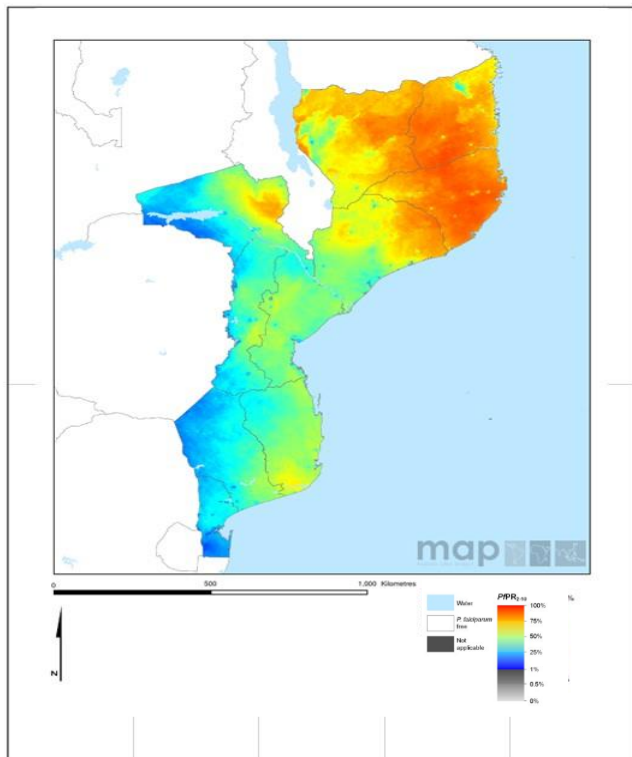 map
0 500 1,000 Kilometres
Water
P. falciparum
free
Not
applicable
PfPR2-10
100%
75%
50%
25%
1%
0.5%
0%
%
N